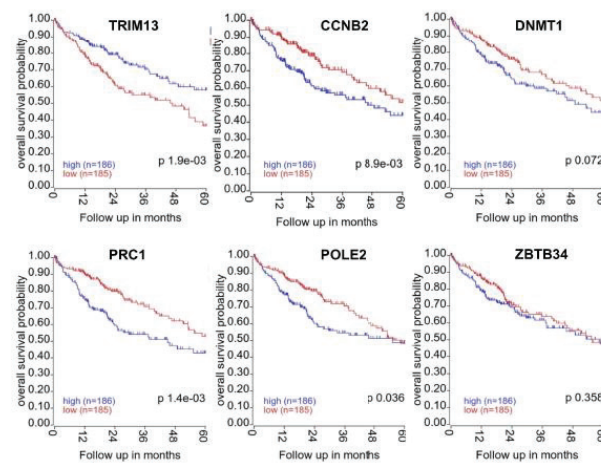 TRIM13
overall survival probability
1.00
0.90
0.80
0.70
0.60
0.50
0.40
0.30
0.20
0.10
0.00
high (n=186)
low (n=185)
p 1.9e-03
0 12 24 36 48 60
Follow up in months
CCNB2
overall survival probability
1.00
0.90
0.80
0.70
0.60
0.50
0.40
0.30
0.20
0.10
0.00
high (n=186)
low (n=185)
p 8.9e-03
0 12 24 36 48 60
Follow up in months
DNMT1
overall survival probability
1.00
0.90
0.80
0.70
0.60
0.50
0.40
0.30
0.20
0.10
0.00
high (n=186)
low (n=185)
p 0.072
0 12 24 36 48 60
Follow up in months
PRC1
overall survival probability
1.00
0.90
0.80
0.70
0.60
0.50
0.40
0.30
0.20
0.10
0.00
high (n=186)
low (n=185)
p 1.4e-03
0 12 24 36 48 60
Follow up in months
POLE2
overall survival probability
1.00
0.90
0.80
0.70
0.60
0.50
0.40
0.30
0.20
0.10
0.00
high (n=186)
low (n=185)
p 0.036
0 12 24 36 48 60
Follow up in months
ZBTB34
overall survival probability
1.00
0.90
0.80
0.70
0.60
0.50
0.40
0.30
0.20
0.10
0.00
high (n=186)
low (n=185)
p 0.358
0 12 24 36 48 60
Follow up in months